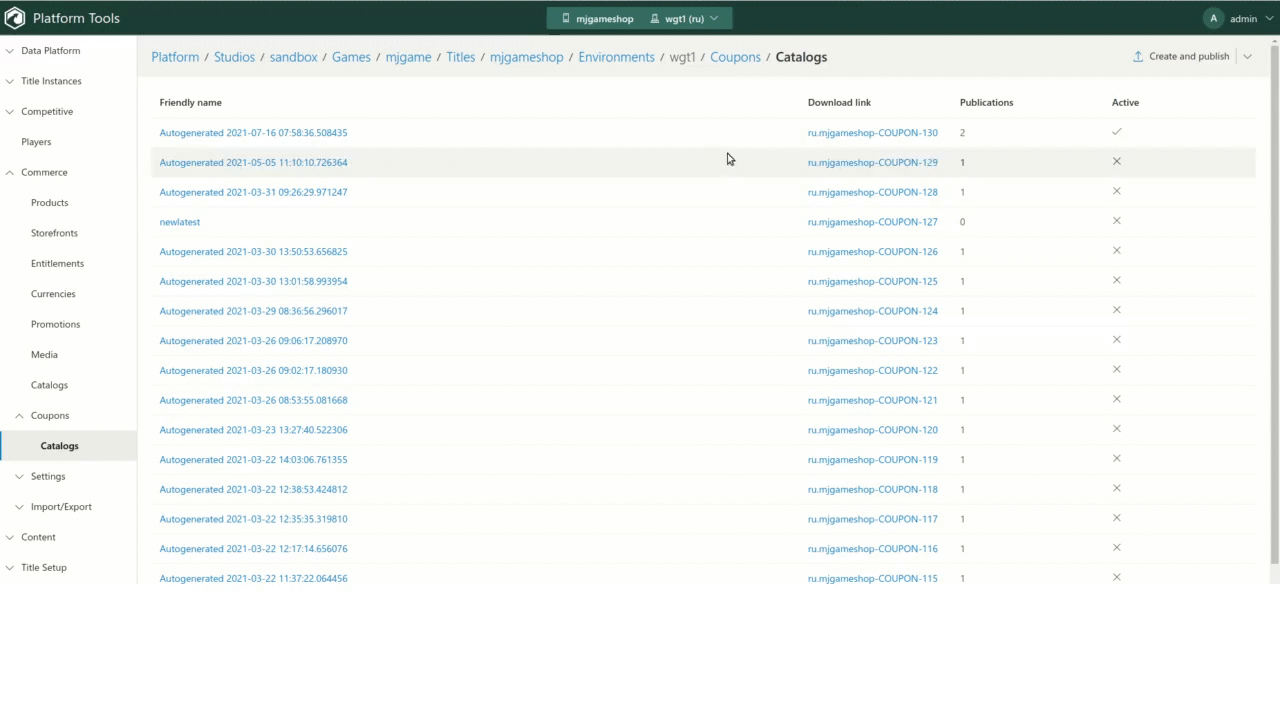 Platform Tools
mjgameshop wgt1 (ru)
A admin
Data Platform
Title Instances
Competitive
Players
Commerce
Products
Storefronts
Entitlements
Currencies
Promotions
Media
Catalogs
Coupons
Catalogs
Settings
Import/Export
Content
Title Setup
Platform / Studios / sandbox / Games / mjgame / Titles / mjgameshop / Environments / wgt1 / Coupons / Catalogs
Create and publish
Friendly name Download link Publications Active
Autogenerated 2021-07-16 07:58:36.508435 ru.mjgameshop-COUPON-130 2
Autogenerated 2021-05-05 11:10:10.726364 ru.mjgameshop-COUPON-129 1
Autogenerated 2021-03-31 09:26:29.971247 ru.mjgameshop-COUPON-128 1
newlatest ru.mjgameshop-COUPON-127 0
Autogenerated 2021-03-30 13:50:53.656825 ru.mjgameshop-COUPON-126 1
Autogenerated 2021-03-30 13:01:58.993954 ru.mjgameshop-COUPON-125 1
Autogenerated 2021-03-29 08:36:56.296017 ru.mjgameshop-COUPON-124 1
Autogenerated 2021-03-26 09:06:17.208970 ru.mjgameshop-COUPON-123 1
Autogenerated 2021-03-26 09:02:17.180930 ru.mjgameshop-COUPON-122 1
Autogenerated 2021-03-26 08:53:55.081668 ru.mjgameshop-COUPON-121 1
Autogenerated 2021-03-23 13:27:40.522306 ru.mjgameshop-COUPON-120 1
Autogenerated 2021-03-22 14:03:06.761355 ru.mjgameshop-COUPON-119 1
Autogenerated 2021-03-22 12:38:53.424812 ru.mjgameshop-COUPON-118 1
Autogenerated 2021-03-22 12:35:35.319810 ru.mjgameshop-COUPON-117 1
Autogenerated 2021-03-22 12:17:14.656076 ru.mjgameshop-COUPON-116 1
Autogenerated 2021-03-22 11:37:22.064456 ru.mjgameshop-COUPON-115 1